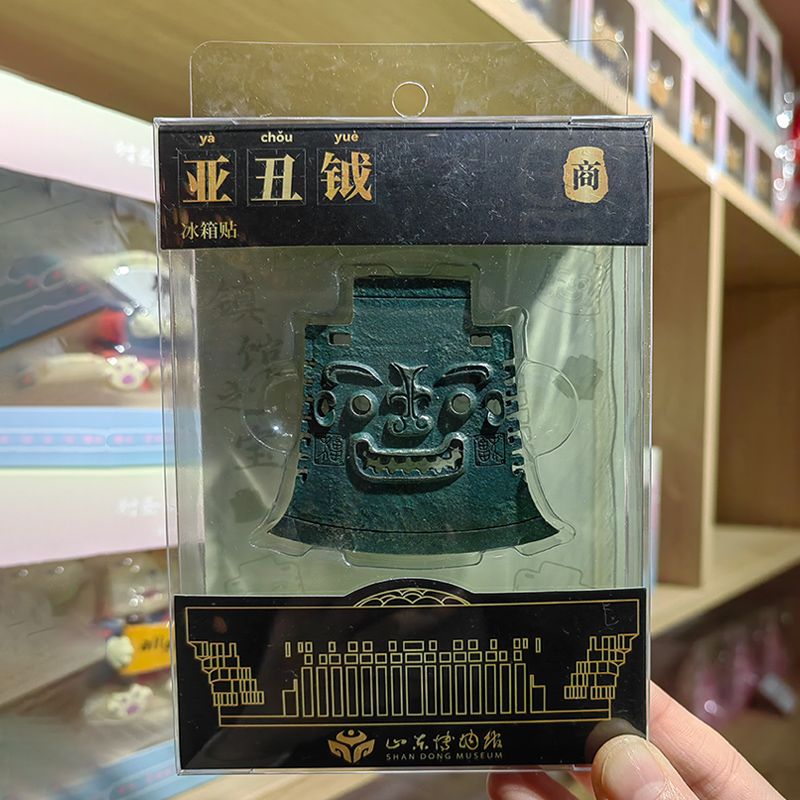 yà chǒu yuè
亚丑钺
商
冰箱贴
镇馆之宝
山东博物馆
SHAN DONG MUSEUM